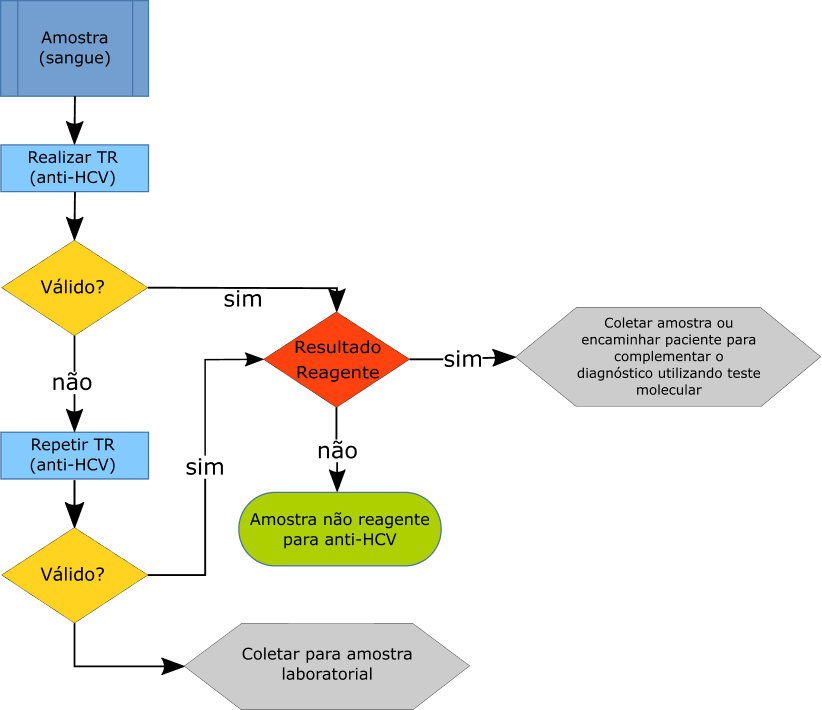 Amostra
(sangue)
Realizar TR
(anti-HCV)
Válido?
sim
Resultado
Reagente
sim
Coletar amostra ou
encaminhar paciente para
complementar o
diagnóstico utilizando teste
molecular
não
Repetir TR
(anti-HCV)
sim
não
Amostra não reagente
para anti-HCV
Válido?
Coletar para amostra
laboratorial